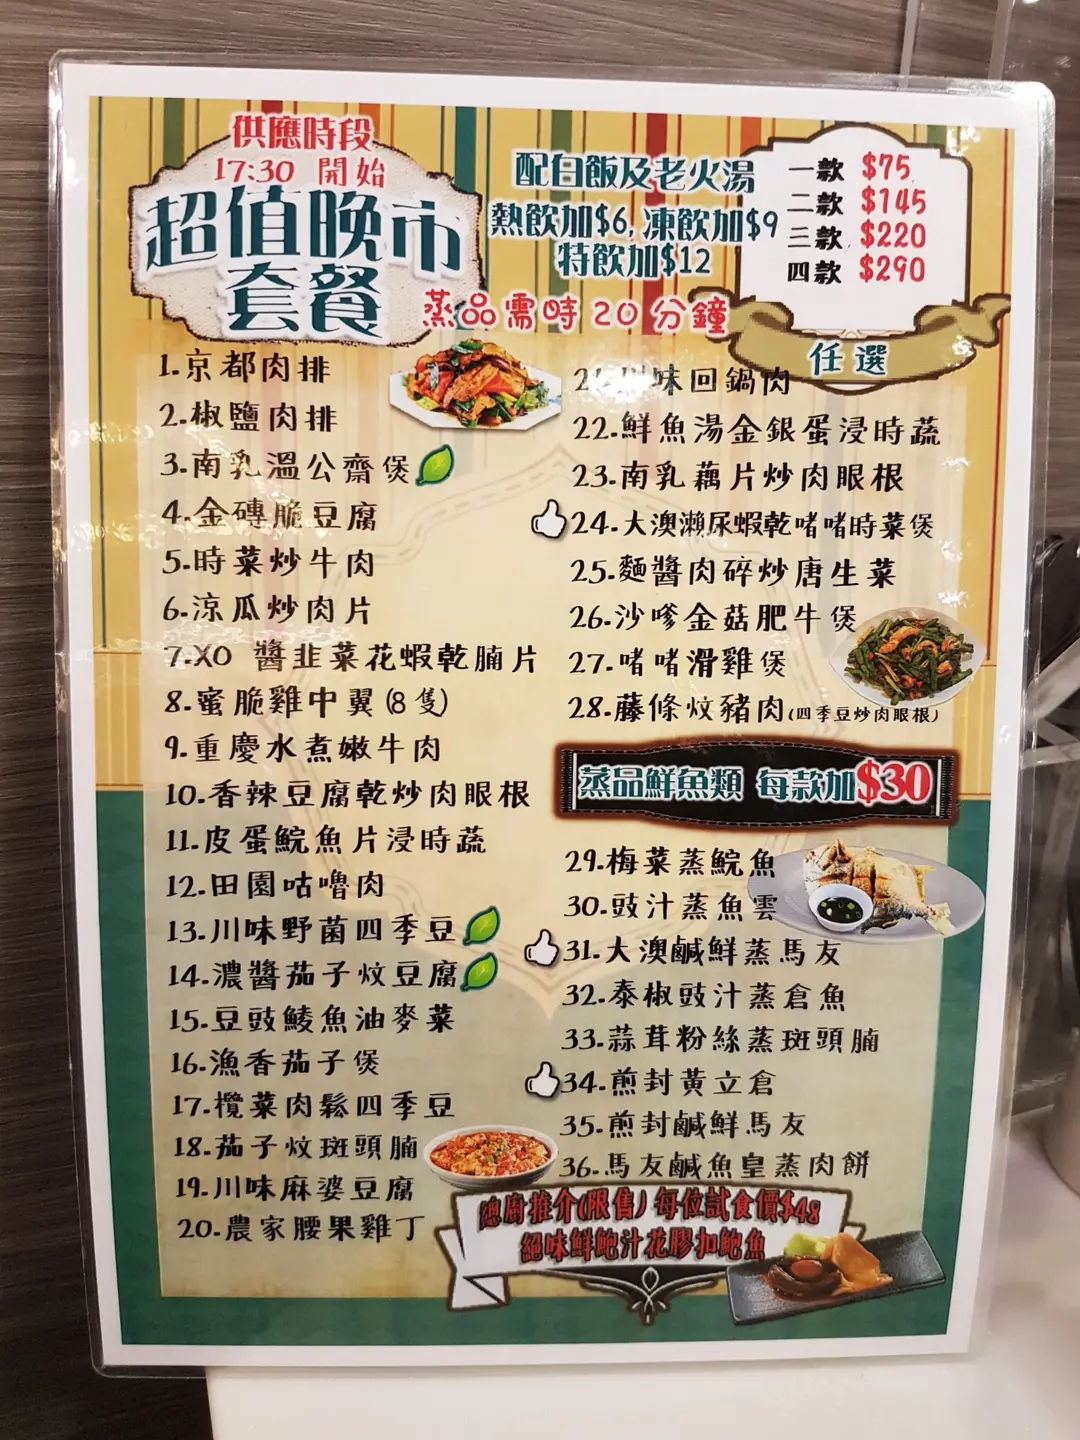 供應時段
17:30 開始
超值晚市
套餐
配白飯及老火湯
熱飲加$6, 凍飲加$9
特飲加$12
蒸品需時20分鐘
一款 $75
二款 $145
三款 $220
四款 $290
任選
1.京都肉排
2.椒鹽肉排
3.南乳溫公齋煲
4.金磚脆豆腐
5.時菜炒牛肉
6.涼瓜炒肉片
7.XO 醬韭菜花蝦乾腩片
8.蜜脆雞中翼(8隻)
9.重慶水煮嫩牛肉
10.香辣豆腐乾炒肉眼根
11.皮蛋鯇魚片浸時蔬
12.田園咕嚕肉
13.川味野菌四季豆
14.濃醬茄子炆豆腐
15.豆豉鯪魚油麥菜
16.漁香茄子煲
17.欖菜肉鬆四季豆
18.茄子炆斑頭腩
19.川味麻婆豆腐
20.農家腰果雞丁
21.川味回鍋肉
22.鮮魚湯金銀蛋浸時蔬
23.南乳藕片炒肉眼根
24.大澳瀨尿蝦乾啫啫時菜煲
25.麵醬肉碎炒唐生菜
26.沙嗲金菇肥牛煲
27.啫啫滑雞煲
28.藤條炆豬肉(四季豆炒肉眼根)
蒸品鮮魚類 每款加$30
29.梅菜蒸鯇魚
30.豉汁蒸魚雲
31.大澳鹹鮮蒸馬友
32.泰椒豉汁蒸倉魚
33.蒜茸粉絲蒸斑頭腩
34.煎封黃立倉
35.煎封鹹鮮馬友
36.馬友鹹魚皇蒸肉餅
總廚推介(限售) 每位試食價$48
絕味鮮鮑汁花膠加鮑魚